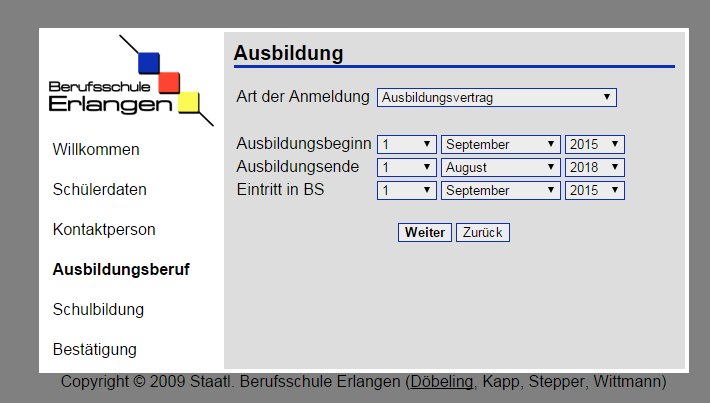 Berufsschule
Erlangen
Willkommen
Schülerdaten
Kontaktperson
Ausbildungsberuf
Schulbildung
Bestätigung
Ausbildung
Art der Anmeldung Ausbildungsvertrag
Ausbildungsbeginn 1 September 2015
Ausbildungsende 1 August 2018
Eintritt in BS 1 September 2015
Weiter Zurück
Copyright © 2009 Staatl. Berufsschule Erlangen (Döbeling, Kapp, Stepper, Wittmann)